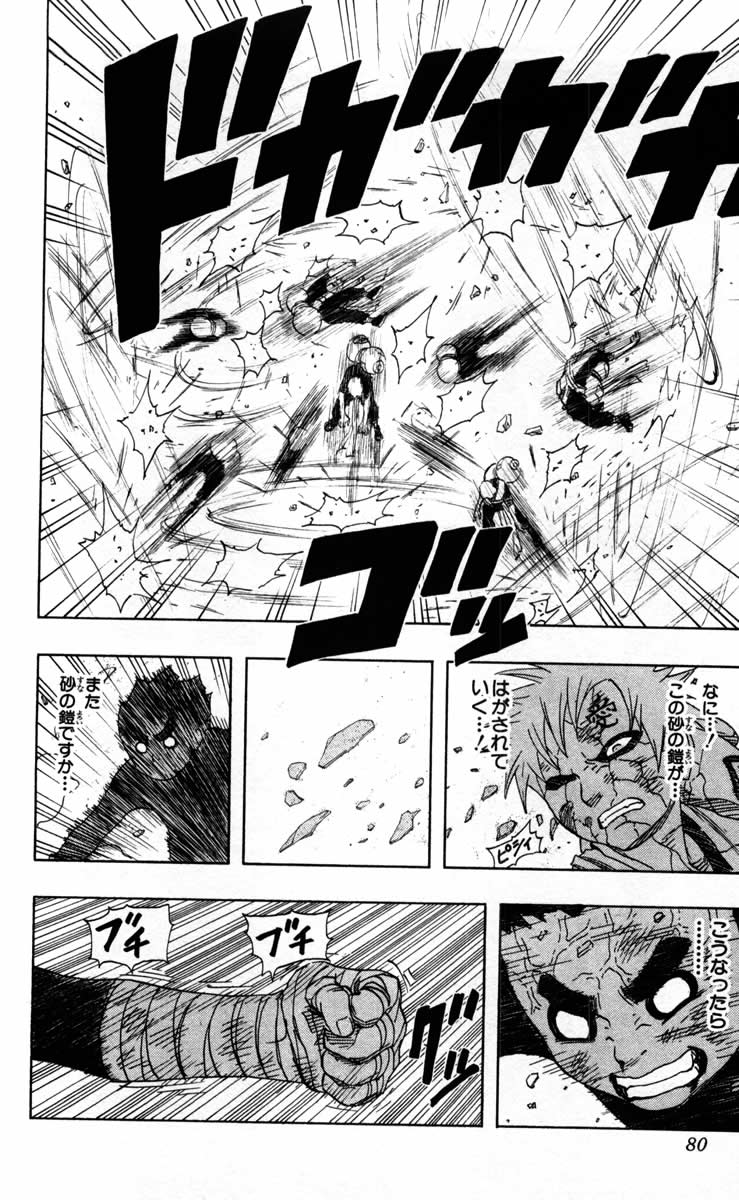 ドガガガ
ゴッ
なに…!
この砂の鎧が…
はがされて
いく…!
ピシィ
また
砂の鎧ですか…
こうなったら
………
グッ
ブチ
ブチ
80